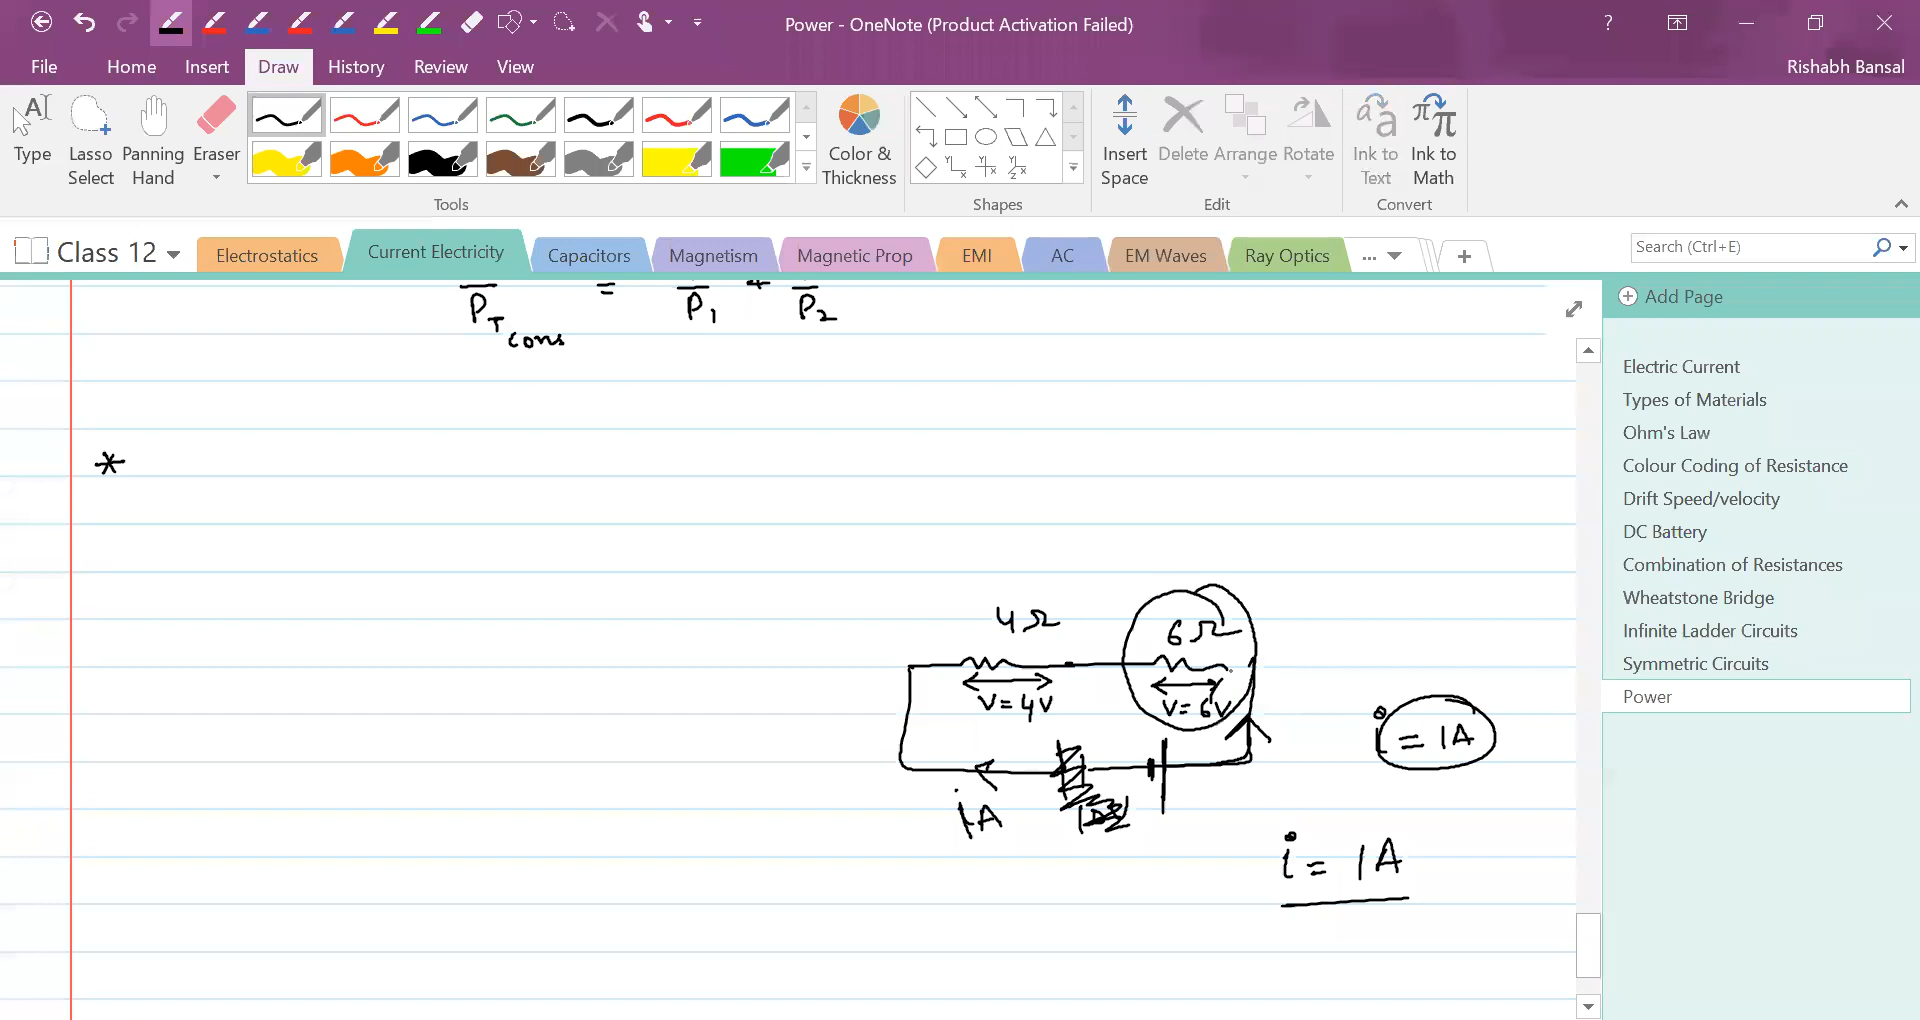 Power - OneNote (Product Activation Failed)
?
File Home Insert Draw History Review View
Rishabh Bansal
Type
Lasso Select
Panning Hand
Eraser
Color & Thickness
Insert Space
Delete
Arrange
Rotate
Ink to Text
Ink to Math
Tools
Shapes
Edit
Convert
Class 12
Electrostatics
Current Electricity
Capacitors
Magnetism
Magnetic Prop
EMI
AC
EM Waves
Ray Optics
...
+
Search (Ctrl+E)
Add Page
Electric Current
Types of Materials
Ohm's Law
Colour Coding of Resistance
Drift Speed/velocity
DC Battery
Combination of Resistances
Wheatstone Bridge
Infinite Ladder Circuits
Symmetric Circuits
Power
P_T cons = P_1 + P_2
*
4Ω
6Ω
V=4V
V=6V
i = 1A
1A
i = 1A